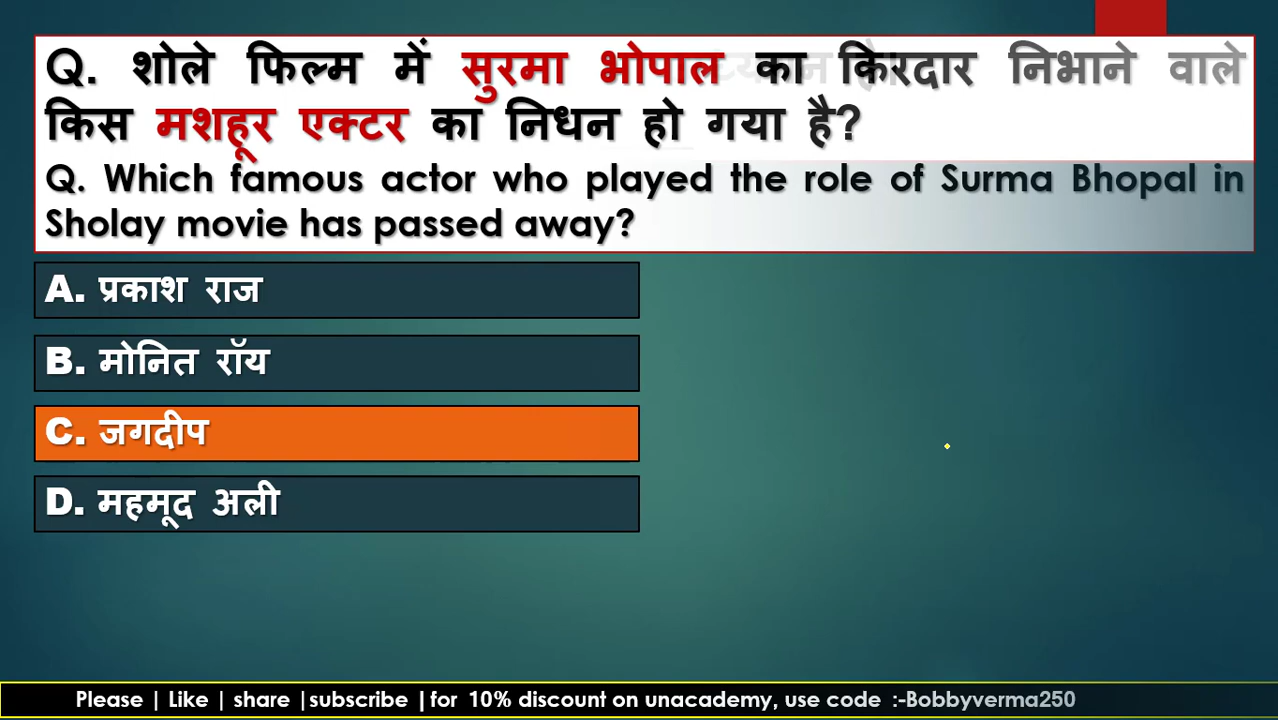 Q. शोले फिल्म में सुरमा भोपाल का किरदार निभाने वाले
किस मशहूर एक्टर का निधन हो गया है?
Q. Which famous actor who played the role of Surma Bhopal in
Sholay movie has passed away?
A. प्रकाश राज
B. मोनित रॉय
C. जगदीप
D. महमूद अली
Please | Like | share |subscribe |for 10% discount on unacademy, use code :-Bobbyverma250